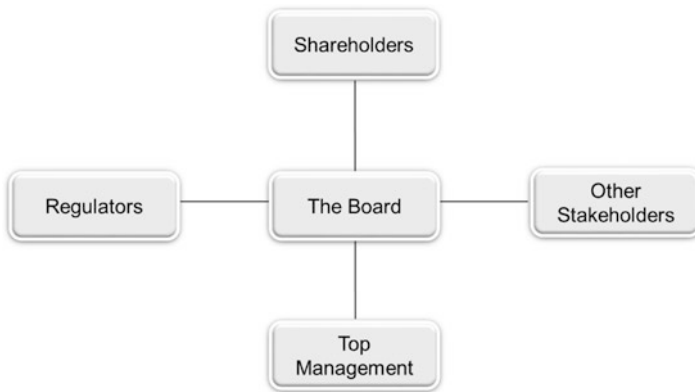 Shareholders
Regulators
The Board
Other
Stakeholders
Top
Management